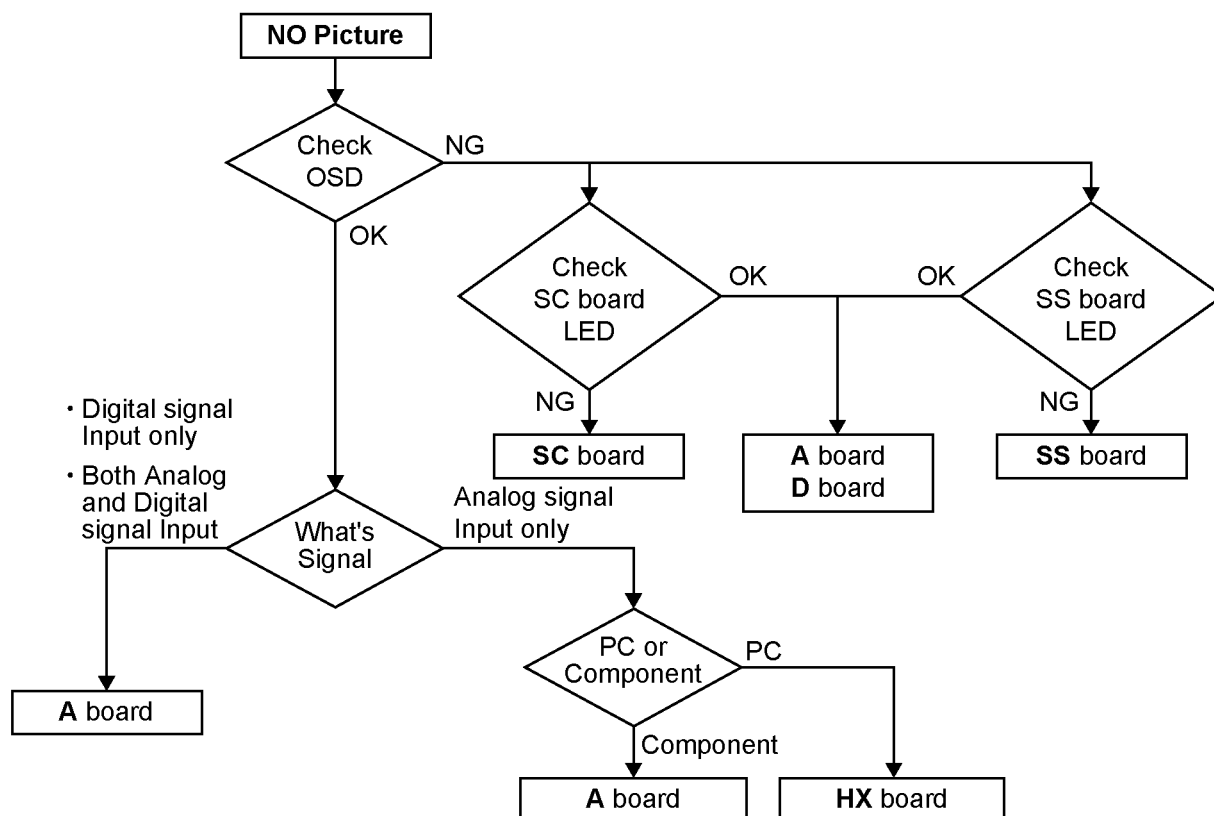 NO Picture
Check
OSD
NG
OK
Check
SC board
LED
OK
OK
Check
SS board
LED
NG
NG
SC board
A board
D board
SS board
・ Digital signal
Input only
・ Both Analog
and Digital
signal Input
What's
Signal
Analog signal
Input only
PC or
Component
PC
A board
Component
A board
HX board